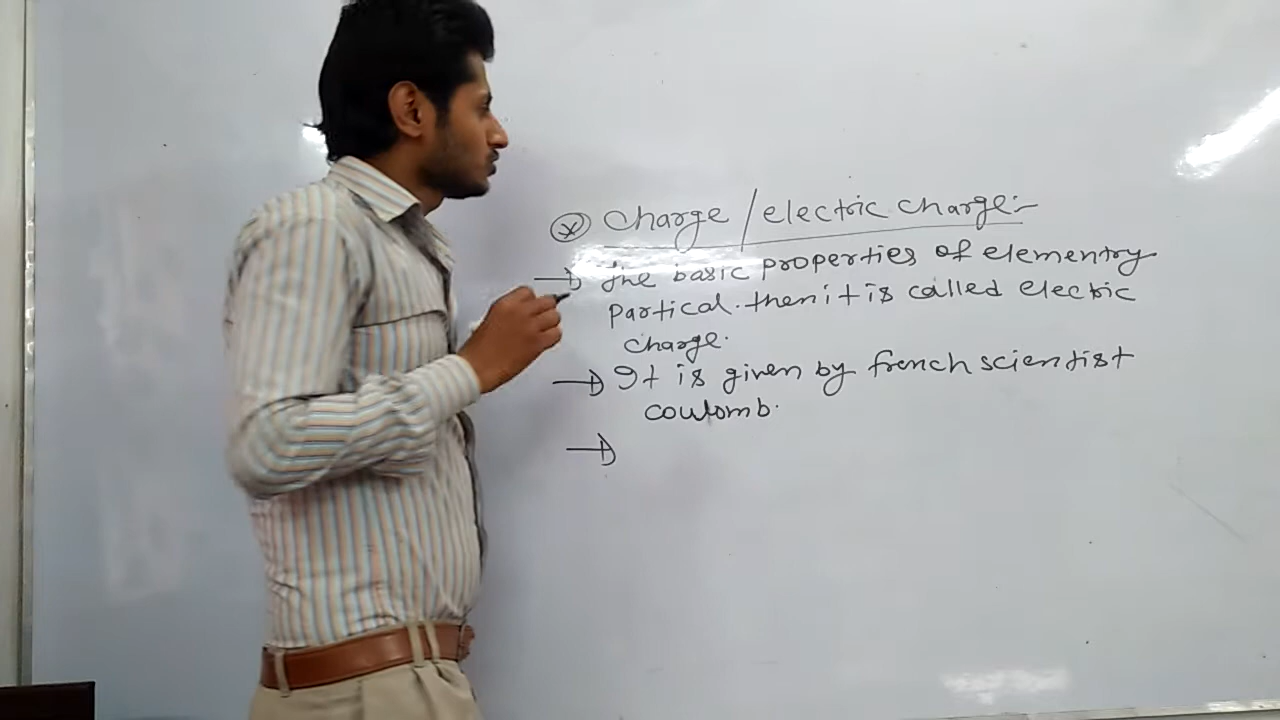 charge / electric charge:-
the basic properties of elementry
Partical. then it is called electric
charge.
It is given by french scientist
coulomb.